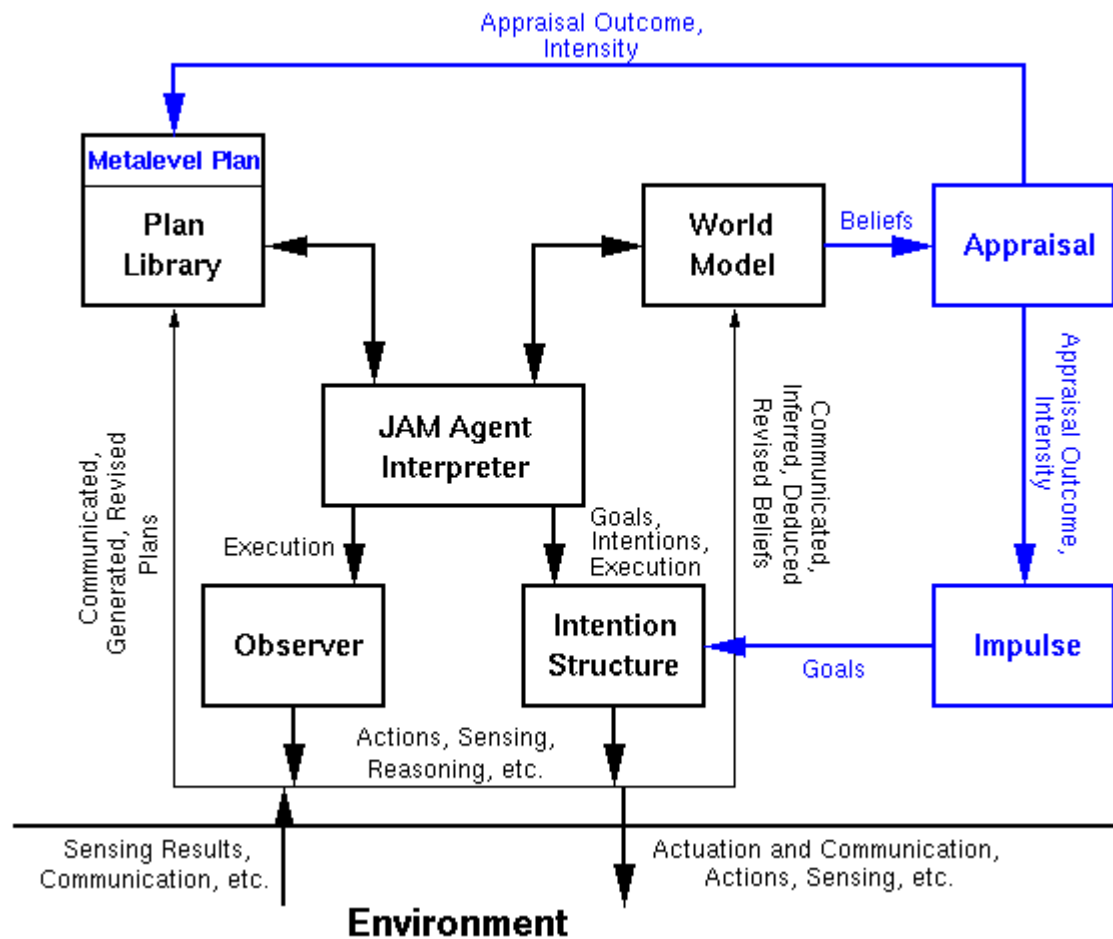 Appraisal Outcome,
Intensity
Metalevel Plan
Plan
Library
World
Model
Beliefs
Appraisal
JAM Agent
Interpreter
Communicated,
Generated, Revised
Plans
Execution
Goals,
Intentions,
Execution
Communicated,
Inferred, Deduced
Revised Beliefs
Appraisal Outcome,
Intensity
Observer
Intention
Structure
Goals
Impulse
Actions, Sensing,
Reasoning, etc.
Sensing Results,
Communication, etc.
Actuation and Communication,
Actions, Sensing, etc.
Environment